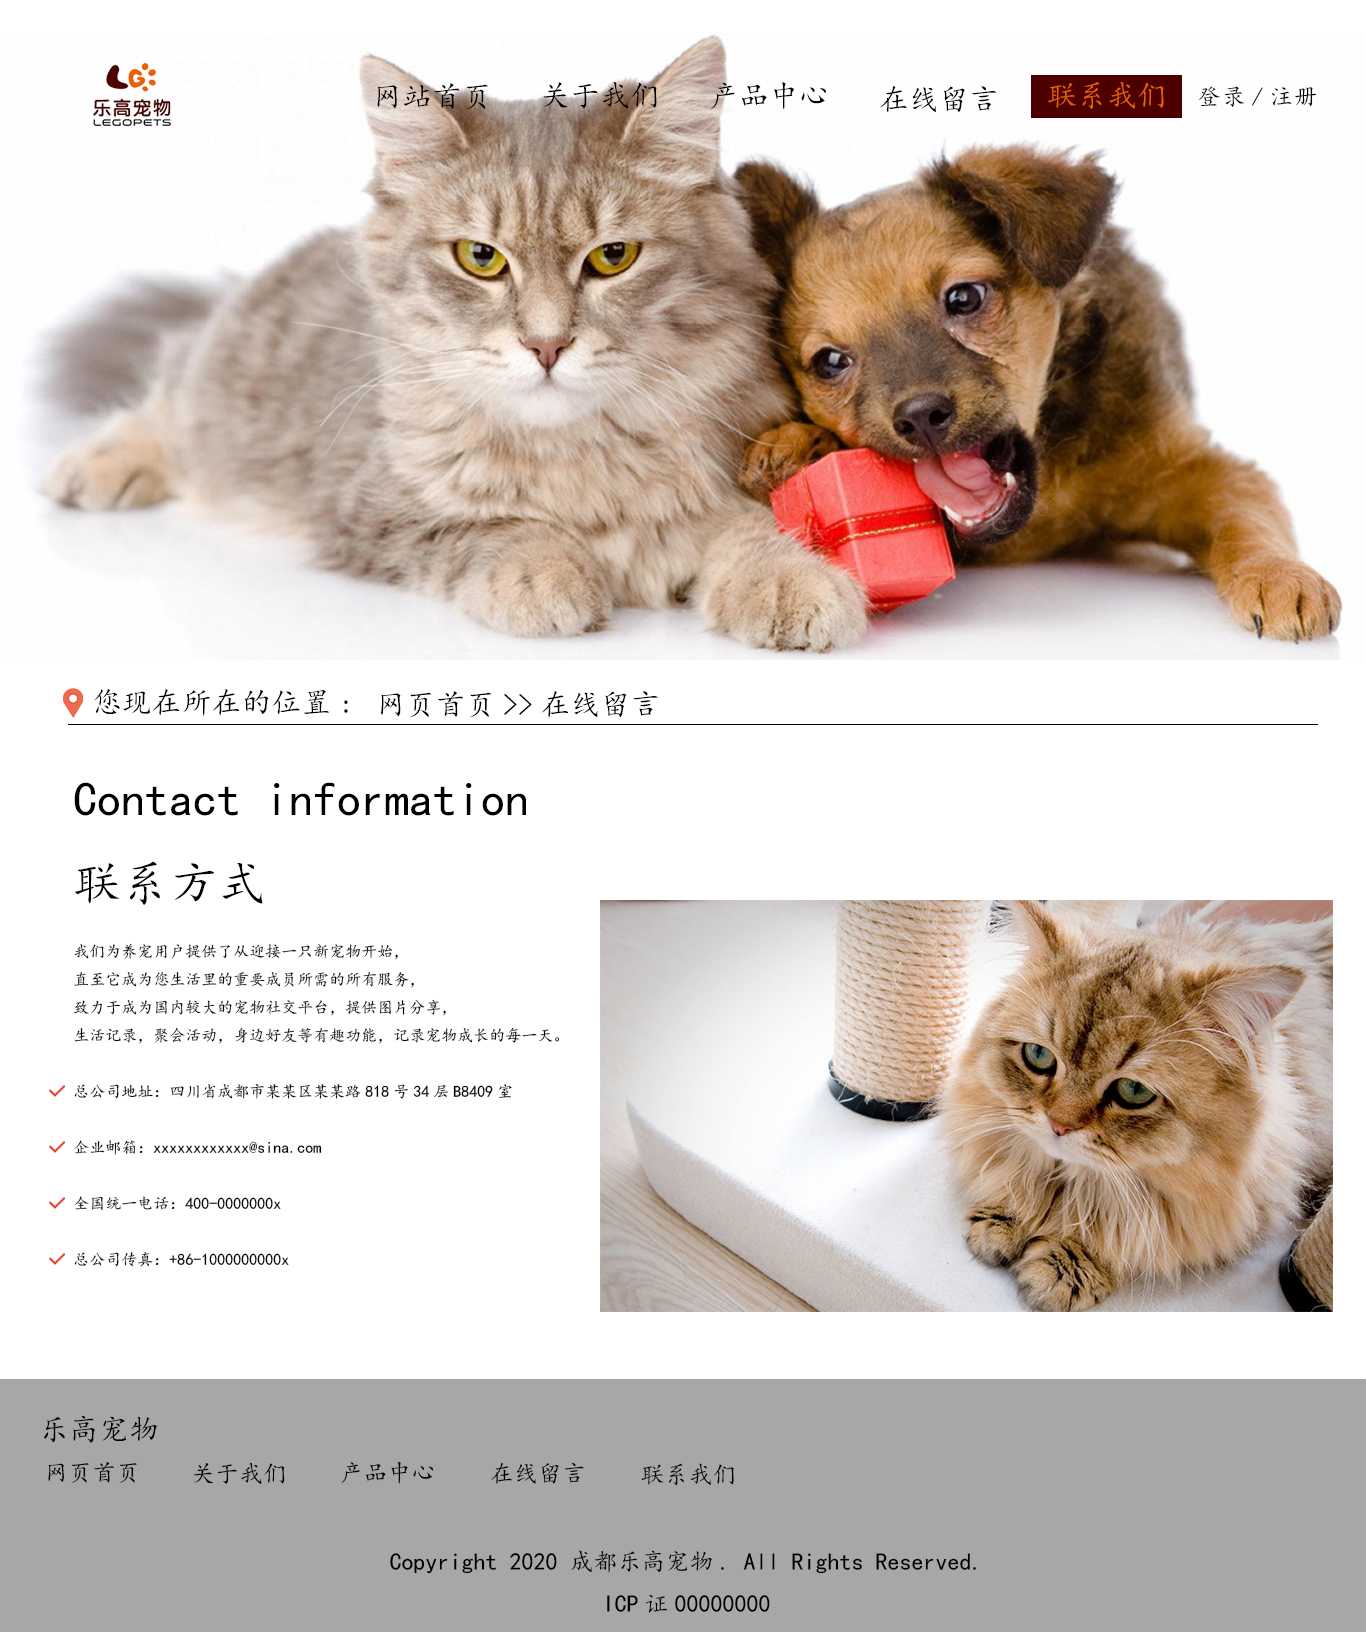 乐高宠物
LEGOPETS
网站首页 关于我们 产品中心 在线留言 联系我们 登录 / 注册
您现在所在的位置： 网页首页 >> 在线留言
Contact information
联系方式
我们为养宠用户提供了从迎接一只新宠物开始，
直至它成为您生活里的重要成员所需的所有服务，
致力于成为国内较大的宠物社交平台，提供图片分享，
生活记录，聚会活动，身边好友等有趣功能，记录宠物成长的每一天。
总公司地址：四川省成都市某某区某某路 818 号 34 层 B8409 室
企业邮箱：xxxxxxxxxxxx@sina.com
全国统一电话：400-0000000x
总公司传真：+86-1000000000x
乐高宠物
网页首页 关于我们 产品中心 在线留言 联系我们
Copyright 2020 成都乐高宠物. All Rights Reserved.
ICP 证 00000000